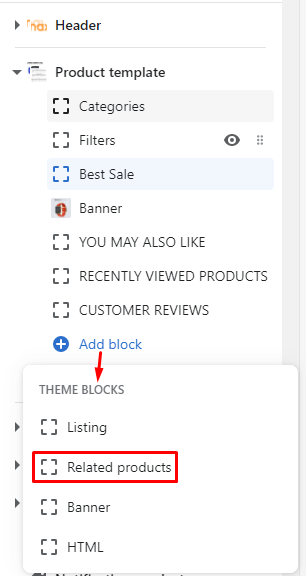 Header
Product template
Categories
Filters
Best Sale
Banner
YOU MAY ALSO LIKE
RECENTLY VIEWED PRODUCTS
CUSTOMER REVIEWS
Add block
THEME BLOCKS
Listing
Related products
Banner
HTML